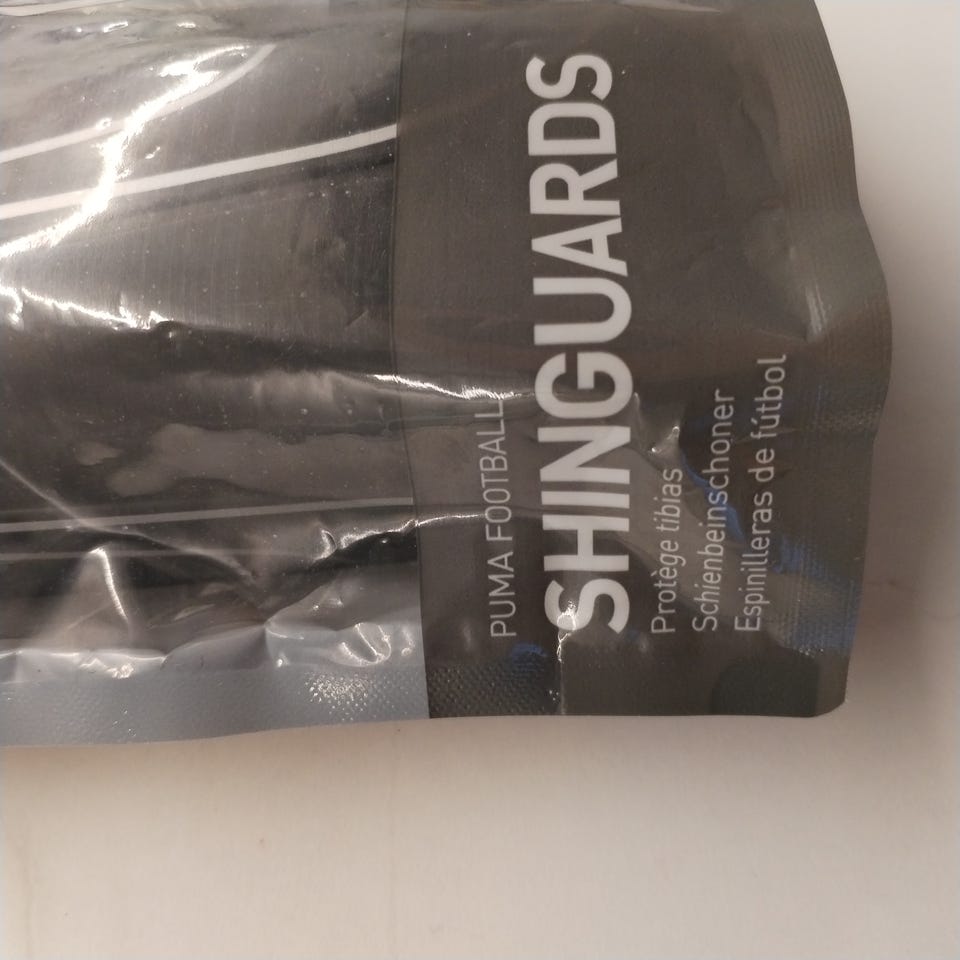 PUMA FOOTBALL
SHINGUARDS
Protège tibias
Schienbeinschoner
Espinilleras de fútbol